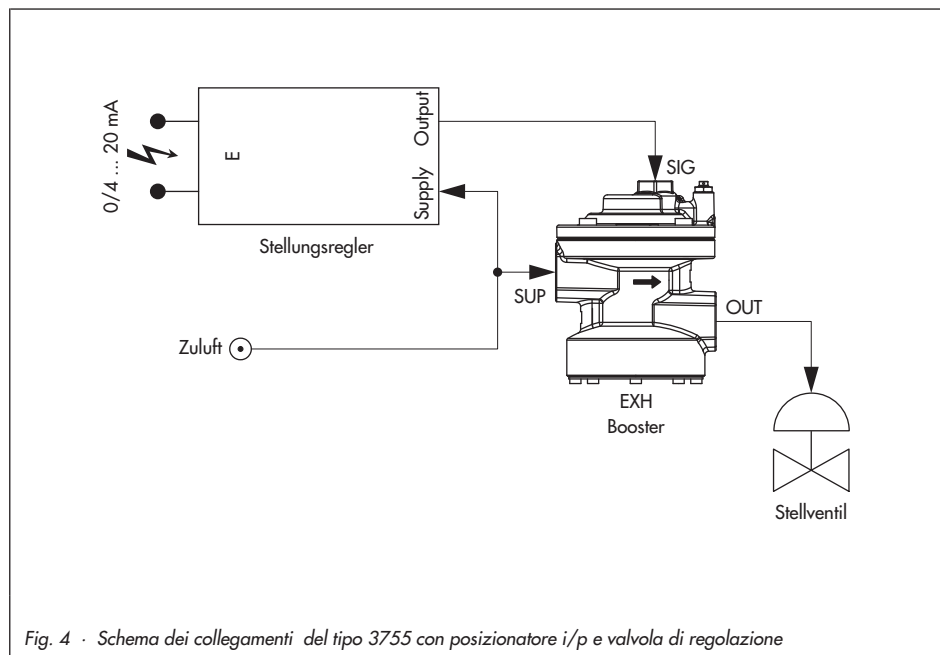 0/4 ... 20 mA
E
Output
Supply
Stellungsregler
SIG
SUP
OUT
Zuluft
EXH
Booster
Stellventil
Fig. 4 · Schema dei collegamenti del tipo 3755 con posizionatore i/p e valvola di regolazione